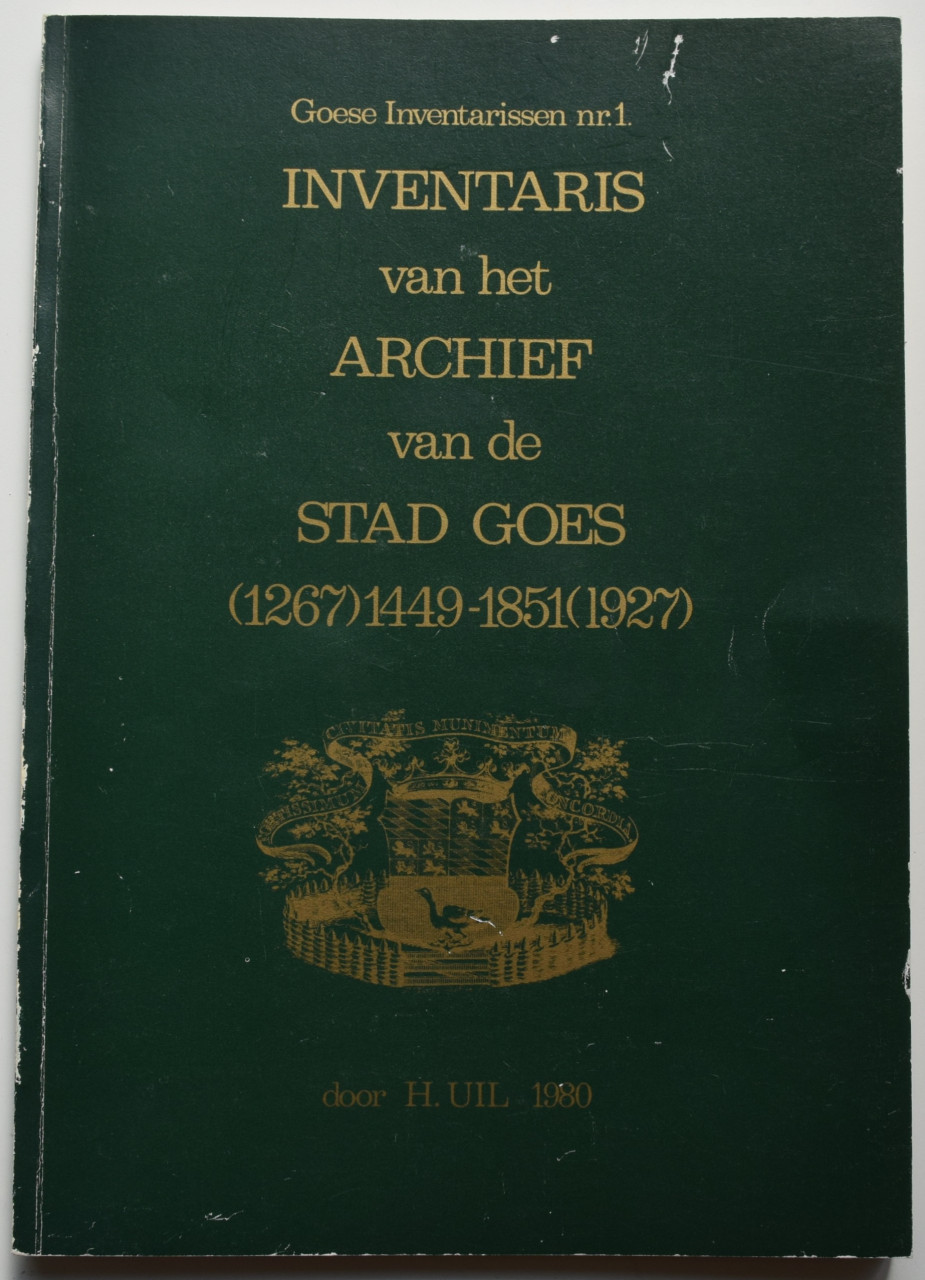 Goese Inventarissen nr.1.
INVENTARIS
van het
ARCHIEF
van de
STAD GOES
(1267)1449-1851(1927)
CIVITATIS MUNIMENTUM
CONCORDIA
door H. UIL 1980